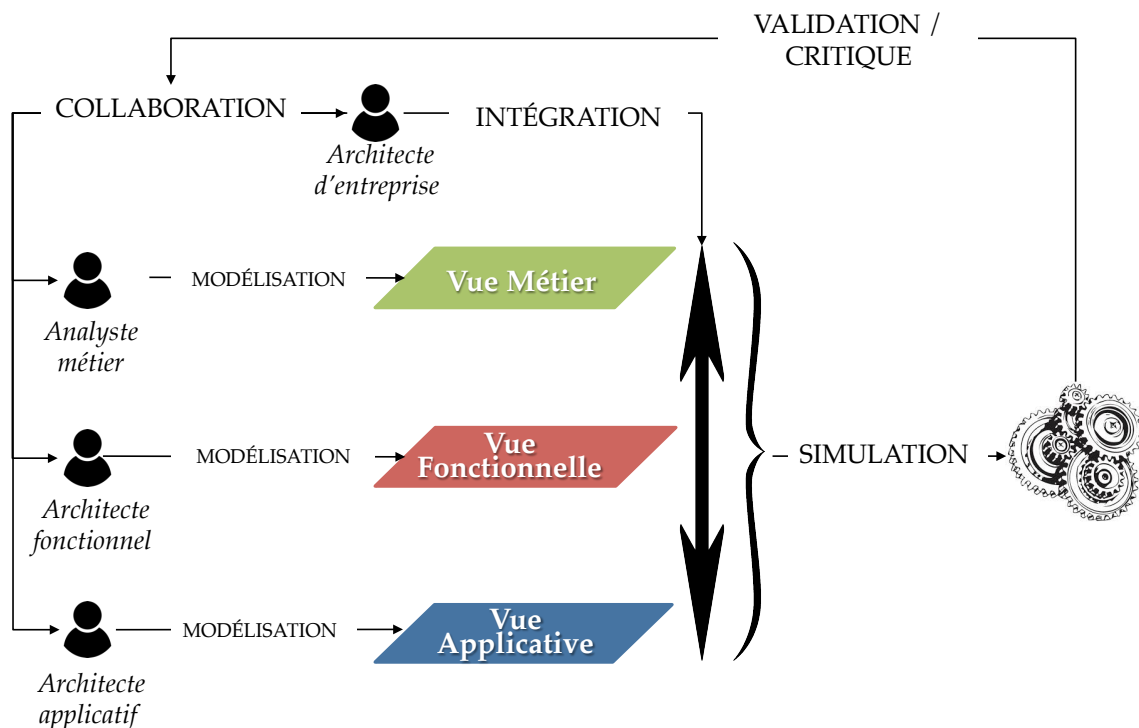 VALIDATION /
CRITIQUE
COLLABORATION
INTÉGRATION
Architecte
d'entreprise
MODÉLISATION
Vue Métier
Analyste
métier
MODÉLISATION
Vue
Fonctionnelle
SIMULATION
Architecte
fonctionnel
MODÉLISATION
Vue
Applicative
Architecte
applicatif